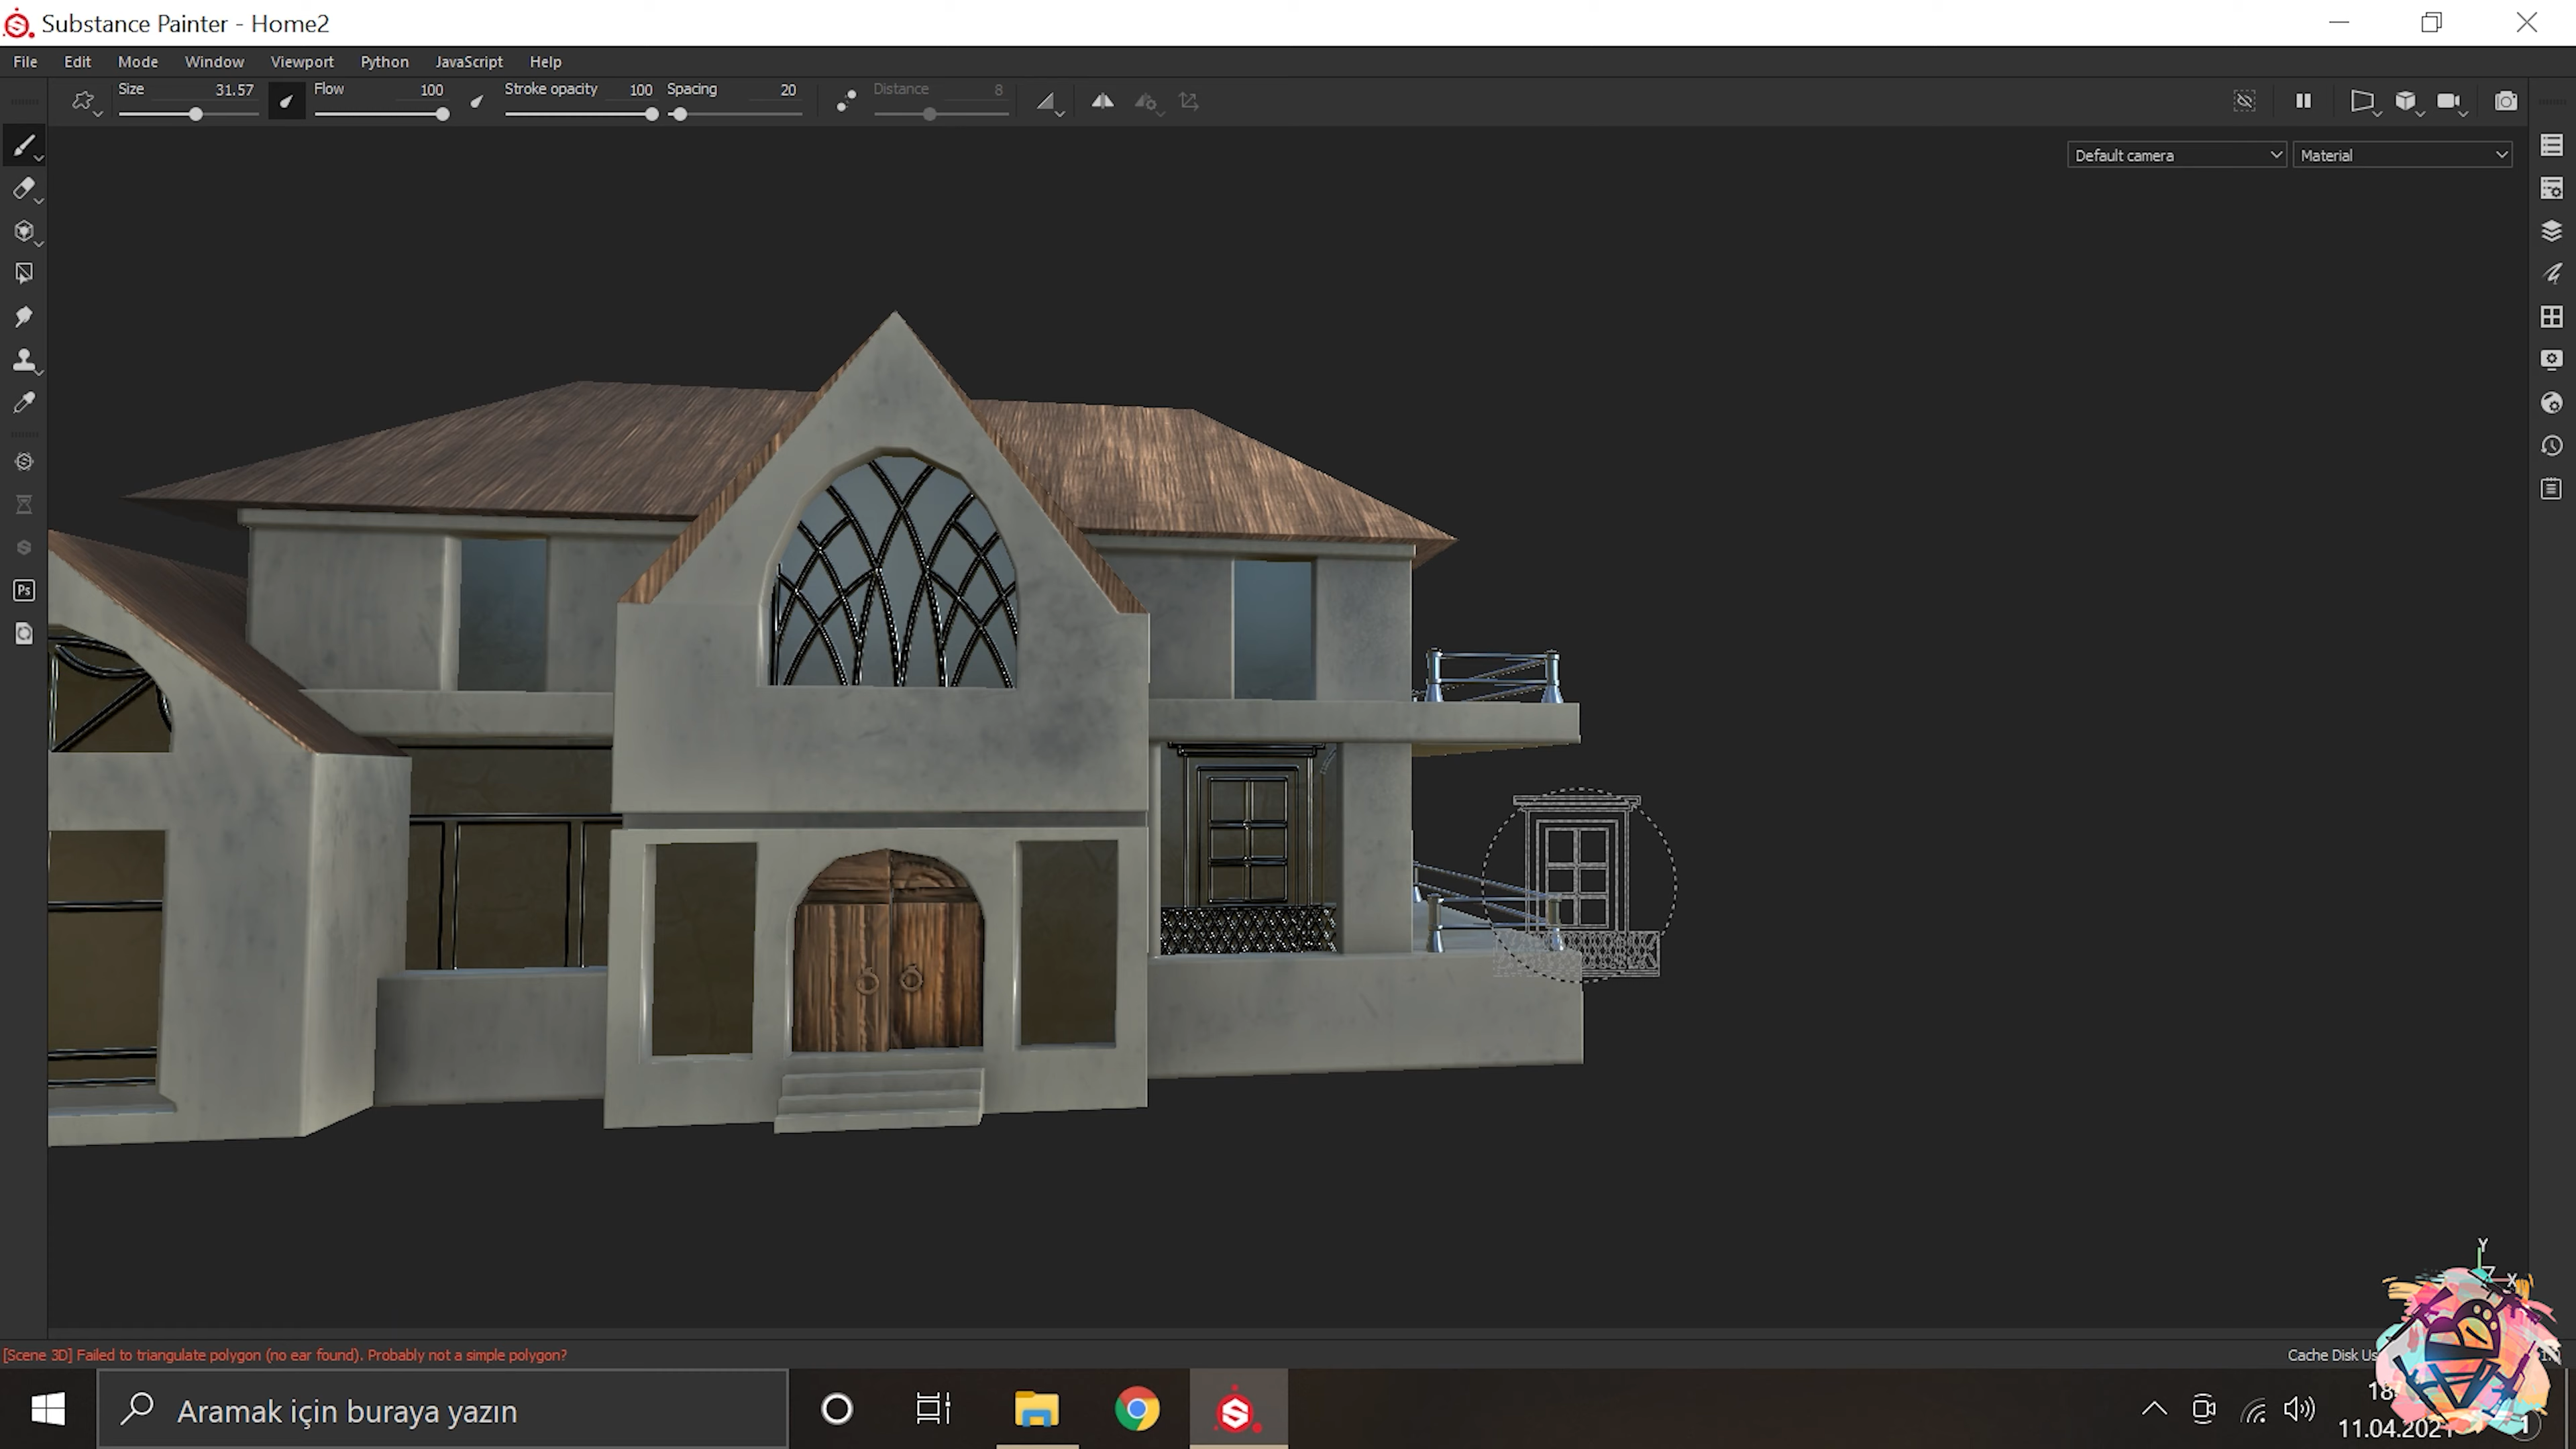 Substance Painter - Home2
File Edit Mode Window Viewport Python JavaScript Help
Size 31.57 Flow 100 Stroke opacity 100 Spacing 20 Distance 8
Default camera Material
Ps
Y
X
[Scene 3D] Failed to triangulate polygon (no ear found). Probably not a simple polygon?
Cache Disk
Aramak için buraya yazın